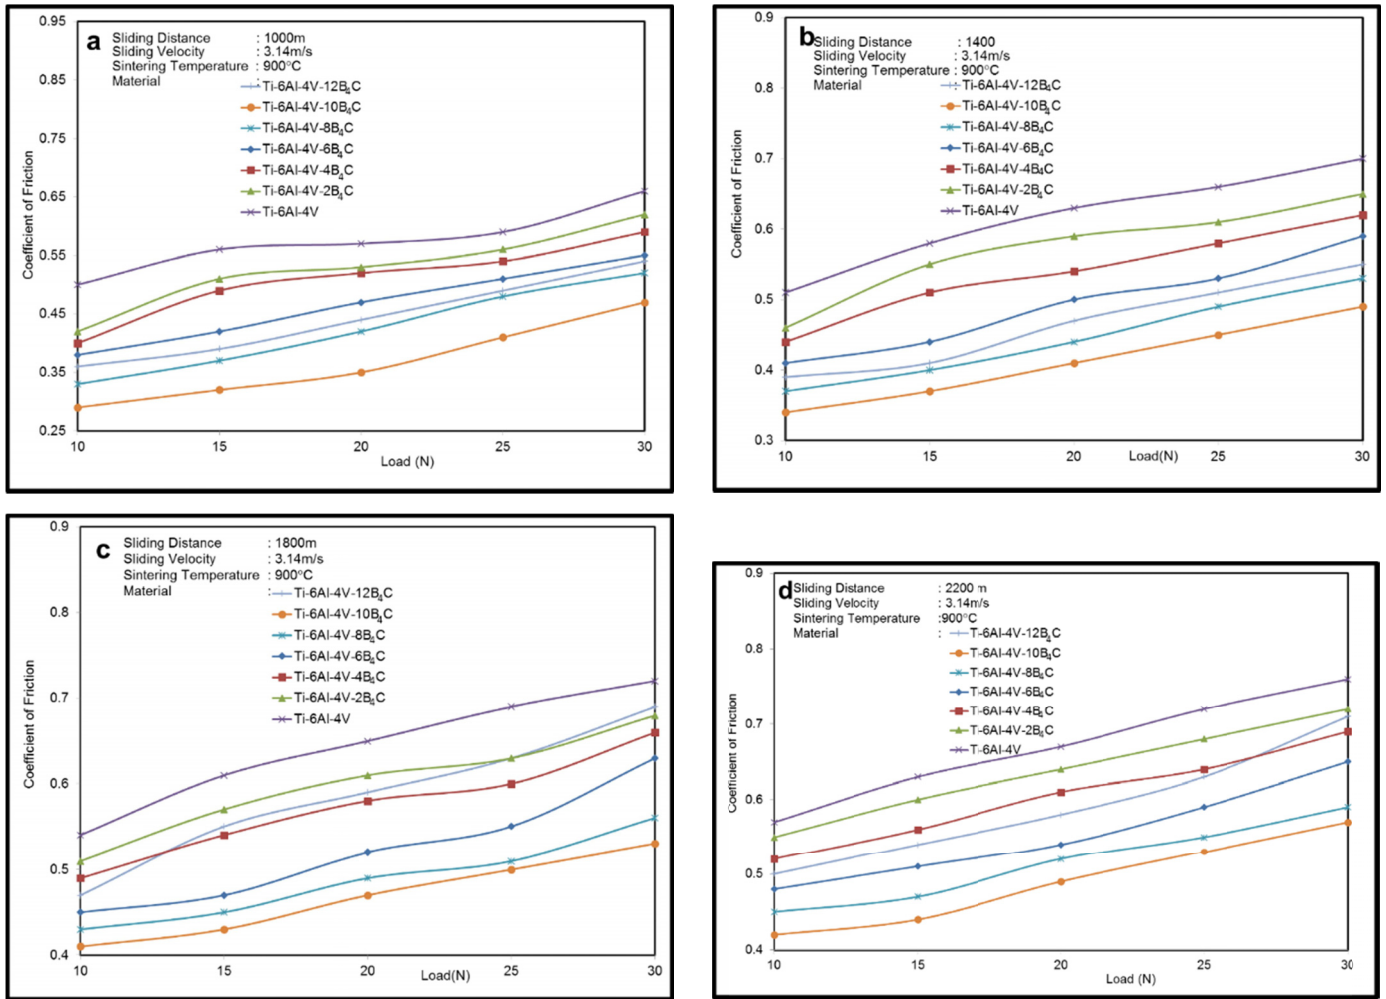 a
Sliding Distance : 1000m
Sliding Velocity : 3.14m/s
Sintering Temperature : 900°C
Material :
Ti-6Al-4V-12B₄C
Ti-6Al-4V-10B₄C
Ti-6Al-4V-8B₄C
Ti-6Al-4V-6B₄C
Ti-6Al-4V-4B₄C
Ti-6Al-4V-2B₄C
Ti-6Al-4V
0.95
0.85
0.75
0.65
0.55
0.45
0.35
0.25
Coefficient of Friction
10 15 20 25 30
Load (N)
b
Sliding Distance : 1400
Sliding Velocity : 3.14m/s
Sintering Temperature : 900°C
Material :
Ti-6Al-4V-12B₄C
Ti-6Al-4V-10B₄C
Ti-6Al-4V-8B₄C
Ti-6Al-4V-6B₄C
Ti-6Al-4V-4B₄C
Ti-6Al-4V-2B₄C
Ti-6Al-4V
0.9
0.8
0.7
0.6
0.5
0.4
0.3
Coefficient of Friction
10 15 20 25 30
Load(N)
c
Sliding Distance : 1800m
Sliding Velocity : 3.14m/s
Sintering Temperature : 900°C
Material :
Ti-6Al-4V-12B₄C
Ti-6Al-4V-10B₄C
Ti-6Al-4V-8B₄C
Ti-6Al-4V-6B₄C
Ti-6Al-4V-4B₄C
Ti-6Al-4V-2B₄C
Ti-6Al-4V
0.9
0.8
0.7
0.6
0.5
0.4
Coefficient of Friction
10 15 20 25 30
Load(N)
d
Sliding Distance : 2200 m
Sliding Velocity : 3.14m/s
Sintering Temperature :900°C
Material :
T-6Al-4V-12B₄C
T-6Al-4V-10B₄C
T-6Al-4V-8B₄C
T-6Al-4V-6B₄C
T-6Al-4V-4B₄C
T-6Al-4V-2B₄C
T-6Al-4V
0.9
0.8
0.7
0.6
0.5
0.4
Coefficient of Friction
10 15 20 25 30
Load (N)